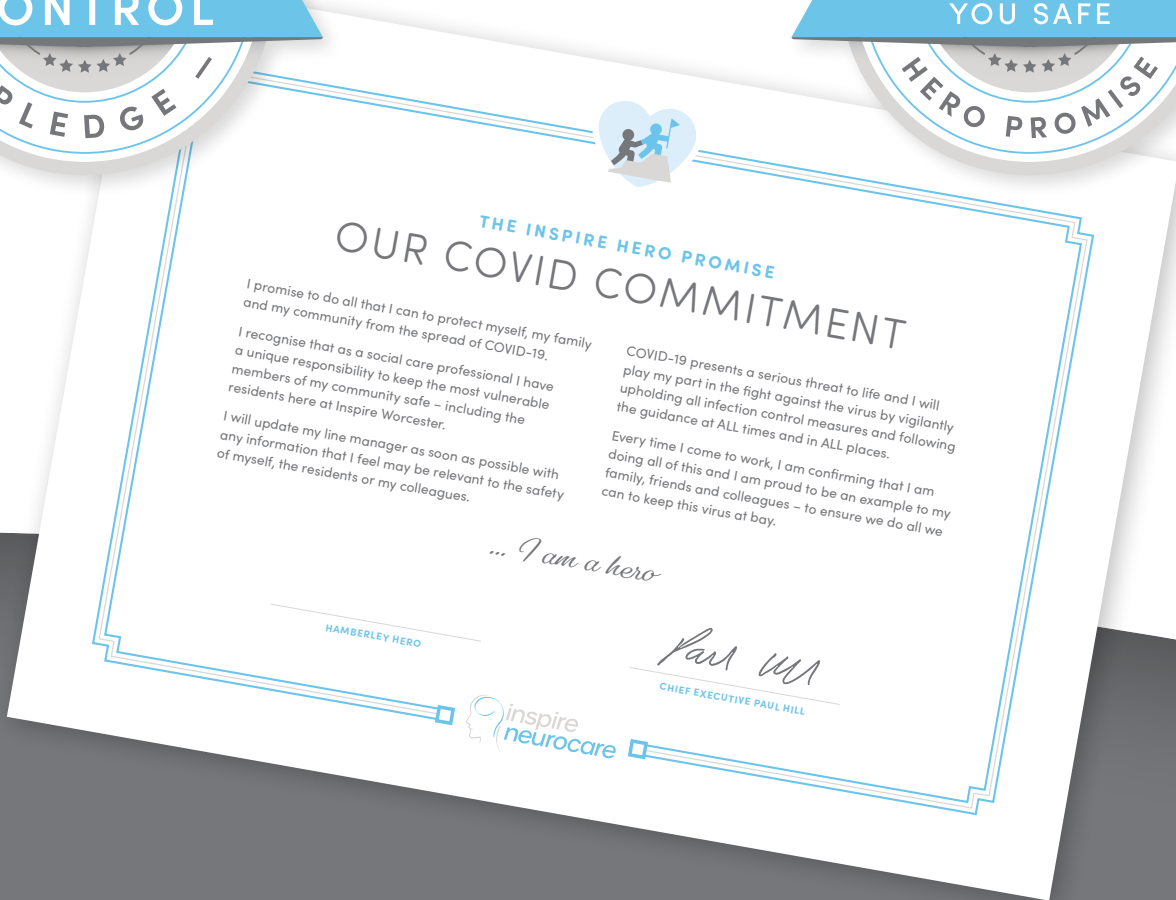 ONTROL
PLEDGE I
YOU SAFE
HERO PROMISE
THE INSPIRE HERO PROMISE
OUR COVID COMMITMENT
I promise to do all that I can to protect myself, my family
and my community from the spread of COVID-19.
I recognise that as a social care professional I have
a unique responsibility to keep the most vulnerable
members of my community safe – including the
residents here at Inspire Worcester.
I will update my line manager as soon as possible with
any information that I feel may be relevant to the safety
of myself, the residents or my colleagues.
COVID-19 presents a serious threat to life and I will
play my part in the fight against the virus by vigilantly
upholding all infection control measures and following
the guidance at ALL times and in ALL places.
Every time I come to work, I am confirming that I am
doing all of this and I am proud to be an example to my
family, friends and colleagues – to ensure we do all we
can to keep this virus at bay.
... I am a hero
HAMBERLEY HERO
Paul Hill
CHIEF EXECUTIVE PAUL HILL
inspire
neurocare